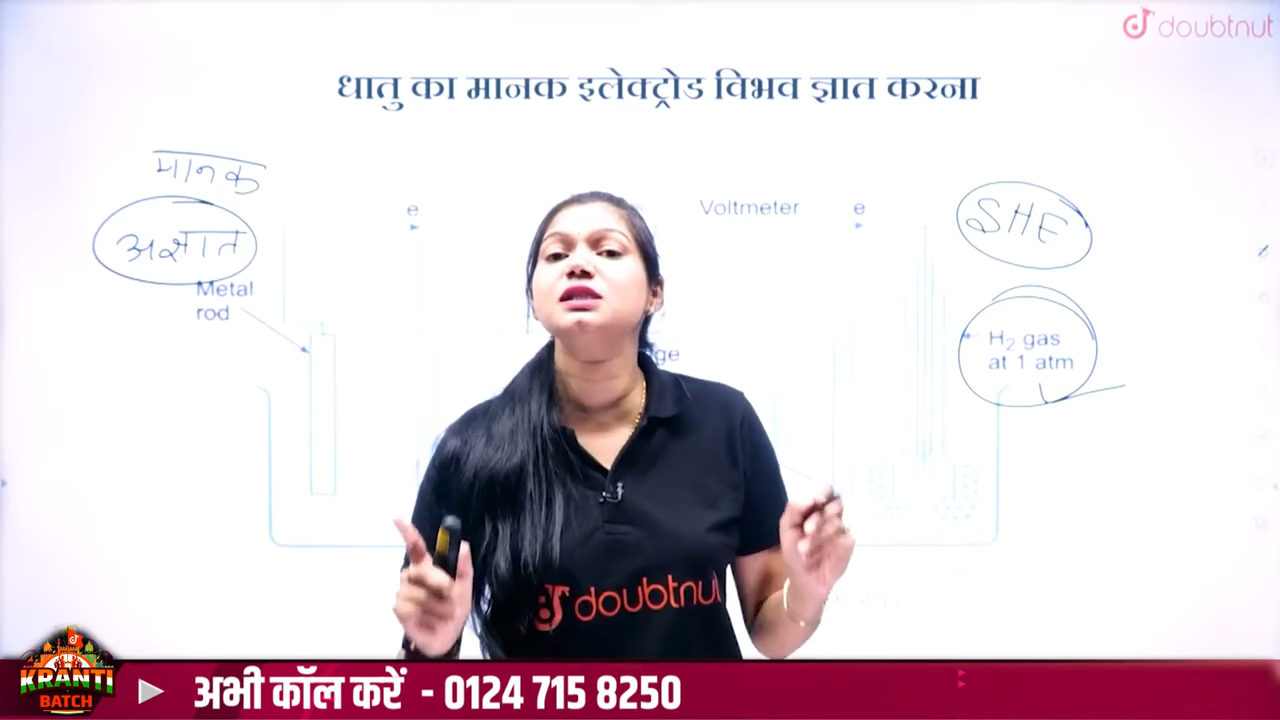 doubtnut
धातु का मानक इलेक्ट्रोड विभव ज्ञात करना
मानक
अज्ञात
e
Voltmeter
e
SHE
Metal
rod
H₂ gas
at 1 atm
doubtnut
KRANTI
BATCH
अभी कॉल करें - 0124 715 8250